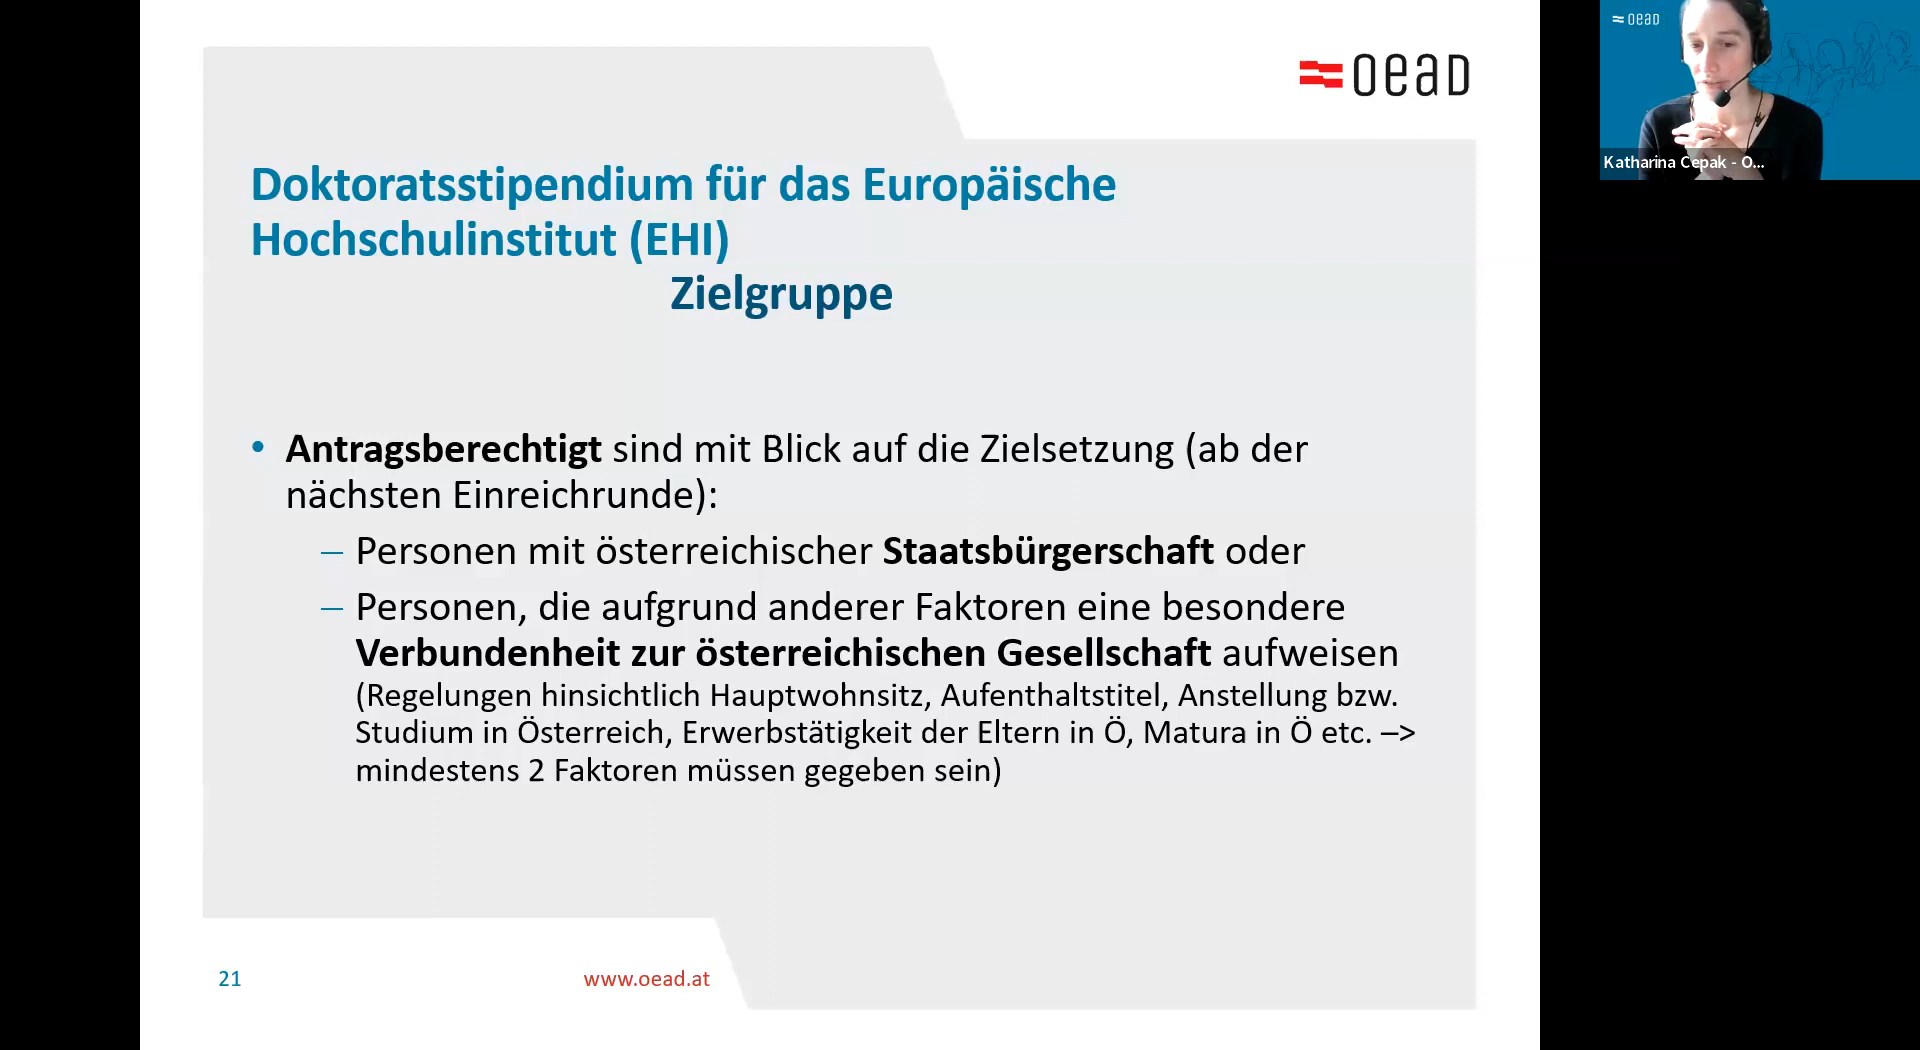 oead
Doktoratsstipendium für das Europäische
Hochschulinstitut (EHI)
Zielgruppe
• Antragsberechtigt sind mit Blick auf die Zielsetzung (ab der
nächsten Einreichrunde):
– Personen mit österreichischer Staatsbürgerschaft oder
– Personen, die aufgrund anderer Faktoren eine besondere
Verbundenheit zur österreichischen Gesellschaft aufweisen
(Regelungen hinsichtlich Hauptwohnsitz, Aufenthaltstitel, Anstellung bzw.
Studium in Österreich, Erwerbstätigkeit der Eltern in Ö, Matura in Ö etc. –>
mindestens 2 Faktoren müssen gegeben sein)
21
www.oead.at
oead
Katharina Cepak - O...